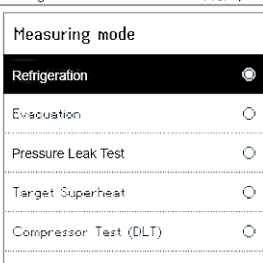 Measuring mode
Refrigeration
Evacuation
Pressure Leak Test
Target Superheat
Compressor Test (DLT)